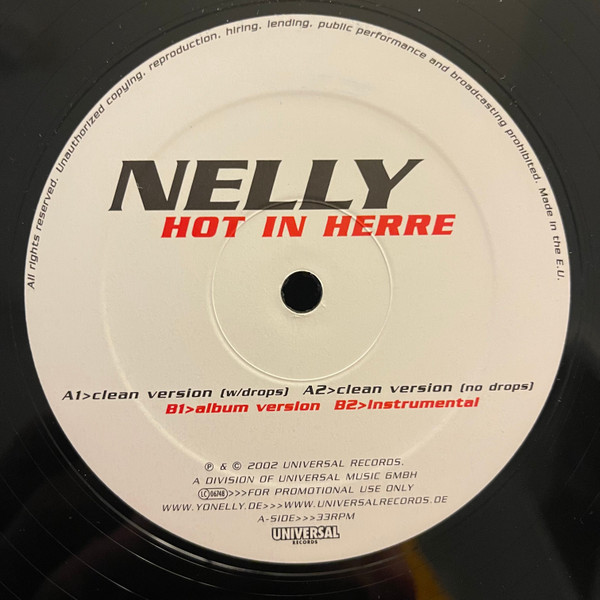 All rights reserved. Unauthorized copying, reproduction, hiring, lending, public performance and broadcasting prohibited. Made in the E.U.
NELLY
HOT IN HERRE
A1>clean version (w/drops) A2>clean version (no drops)
B1>album version B2>instrumental
℗ & © 2002 UNIVERSAL RECORDS.
A DIVISION OF UNIVERSAL MUSIC GMBH
LC 06748 >>>FOR PROMOTIONAL USE ONLY
WWW.YONELLY.DE>>>WWW.UNIVERSALRECORDS.DE
A-SIDE>>>33RPM
UNIVERSAL
RECORDS